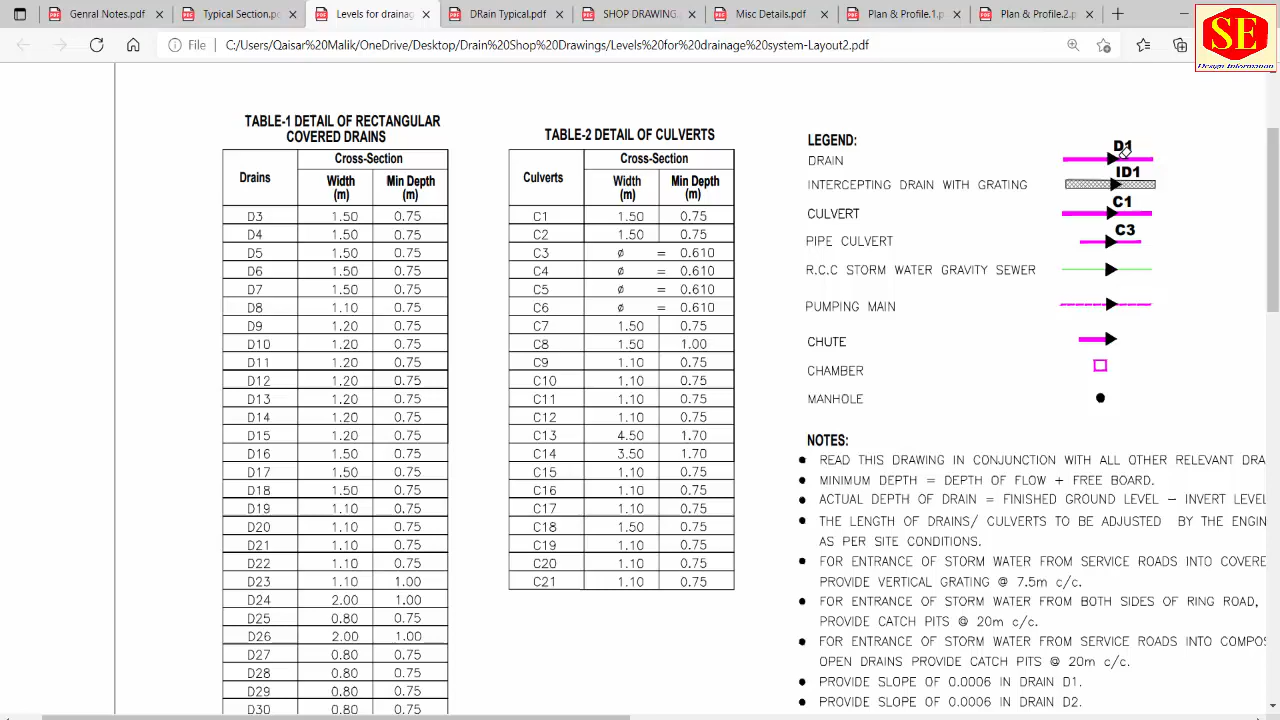 Genral Notes.pdf
Typical Section.p
Levels for drainag
DRain Typical.pdf
SHOP DRAWING.
Misc Details.pdf
Plan & Profile.1.p
Plan & Profile.2.p
File
C:/Users/Qaisar%20Malik/OneDrive/Desktop/Drain%20Shop%20Drawings/Levels%20for%20drainage%20system-Layout2.pdf
SE
Design Information
TABLE-1 DETAIL OF RECTANGULAR
COVERED DRAINS
Drains Cross-Section
Width (m) Min Depth (m)
D3 1.50 0.75
D4 1.50 0.75
D5 1.50 0.75
D6 1.50 0.75
D7 1.50 0.75
D8 1.10 0.75
D9 1.20 0.75
D10 1.20 0.75
D11 1.20 0.75
D12 1.20 0.75
D13 1.20 0.75
D14 1.20 0.75
D15 1.20 0.75
D16 1.50 0.75
D17 1.50 0.75
D18 1.50 0.75
D19 1.10 0.75
D20 1.10 0.75
D21 1.10 0.75
D22 1.10 0.75
D23 1.10 1.00
D24 2.00 1.00
D25 0.80 0.75
D26 2.00 1.00
D27 0.80 0.75
D28 0.80 0.75
D29 0.80 0.75
D30 0.80 0.75
TABLE-2 DETAIL OF CULVERTS
Culverts Cross-Section
Width (m) Min Depth (m)
C1 1.50 0.75
C2 1.50 0.75
C3 ø = 0.610
C4 ø = 0.610
C5 ø = 0.610
C6 ø = 0.610
C7 1.50 0.75
C8 1.50 1.00
C9 1.10 0.75
C10 1.10 0.75
C11 1.10 0.75
C12 1.10 0.75
C13 4.50 1.70
C14 3.50 1.70
C15 1.10 0.75
C16 1.10 0.75
C17 1.10 0.75
C18 1.50 0.75
C19 1.10 0.75
C20 1.10 0.75
C21 1.10 0.75
LEGEND:
DRAIN D1
INTERCEPTING DRAIN WITH GRATING ID1
CULVERT C1
PIPE CULVERT C3
R.C.C STORM WATER GRAVITY SEWER
PUMPING MAIN
CHUTE
CHAMBER
MANHOLE
NOTES:
● READ THIS DRAWING IN CONJUNCTION WITH ALL OTHER RELEVANT DRA
● MINIMUM DEPTH = DEPTH OF FLOW + FREE BOARD.
● ACTUAL DEPTH OF DRAIN = FINISHED GROUND LEVEL – INVERT LEVEL
● THE LENGTH OF DRAINS/ CULVERTS TO BE ADJUSTED BY THE ENGIN
AS PER SITE CONDITIONS.
● FOR ENTRANCE OF STORM WATER FROM SERVICE ROADS INTO COVERE
PROVIDE VERTICAL GRATING @ 7.5m c/c.
● FOR ENTRANCE OF STORM WATER FROM BOTH SIDES OF RING ROAD,
PROVIDE CATCH PITS @ 20m c/c.
● FOR ENTRANCE OF STORM WATER FROM SERVICE ROADS INTO COMPOS
OPEN DRAINS PROVIDE CATCH PITS @ 20m c/c.
● PROVIDE SLOPE OF 0.0006 IN DRAIN D1.
● PROVIDE SLOPE OF 0.0006 IN DRAIN D2.